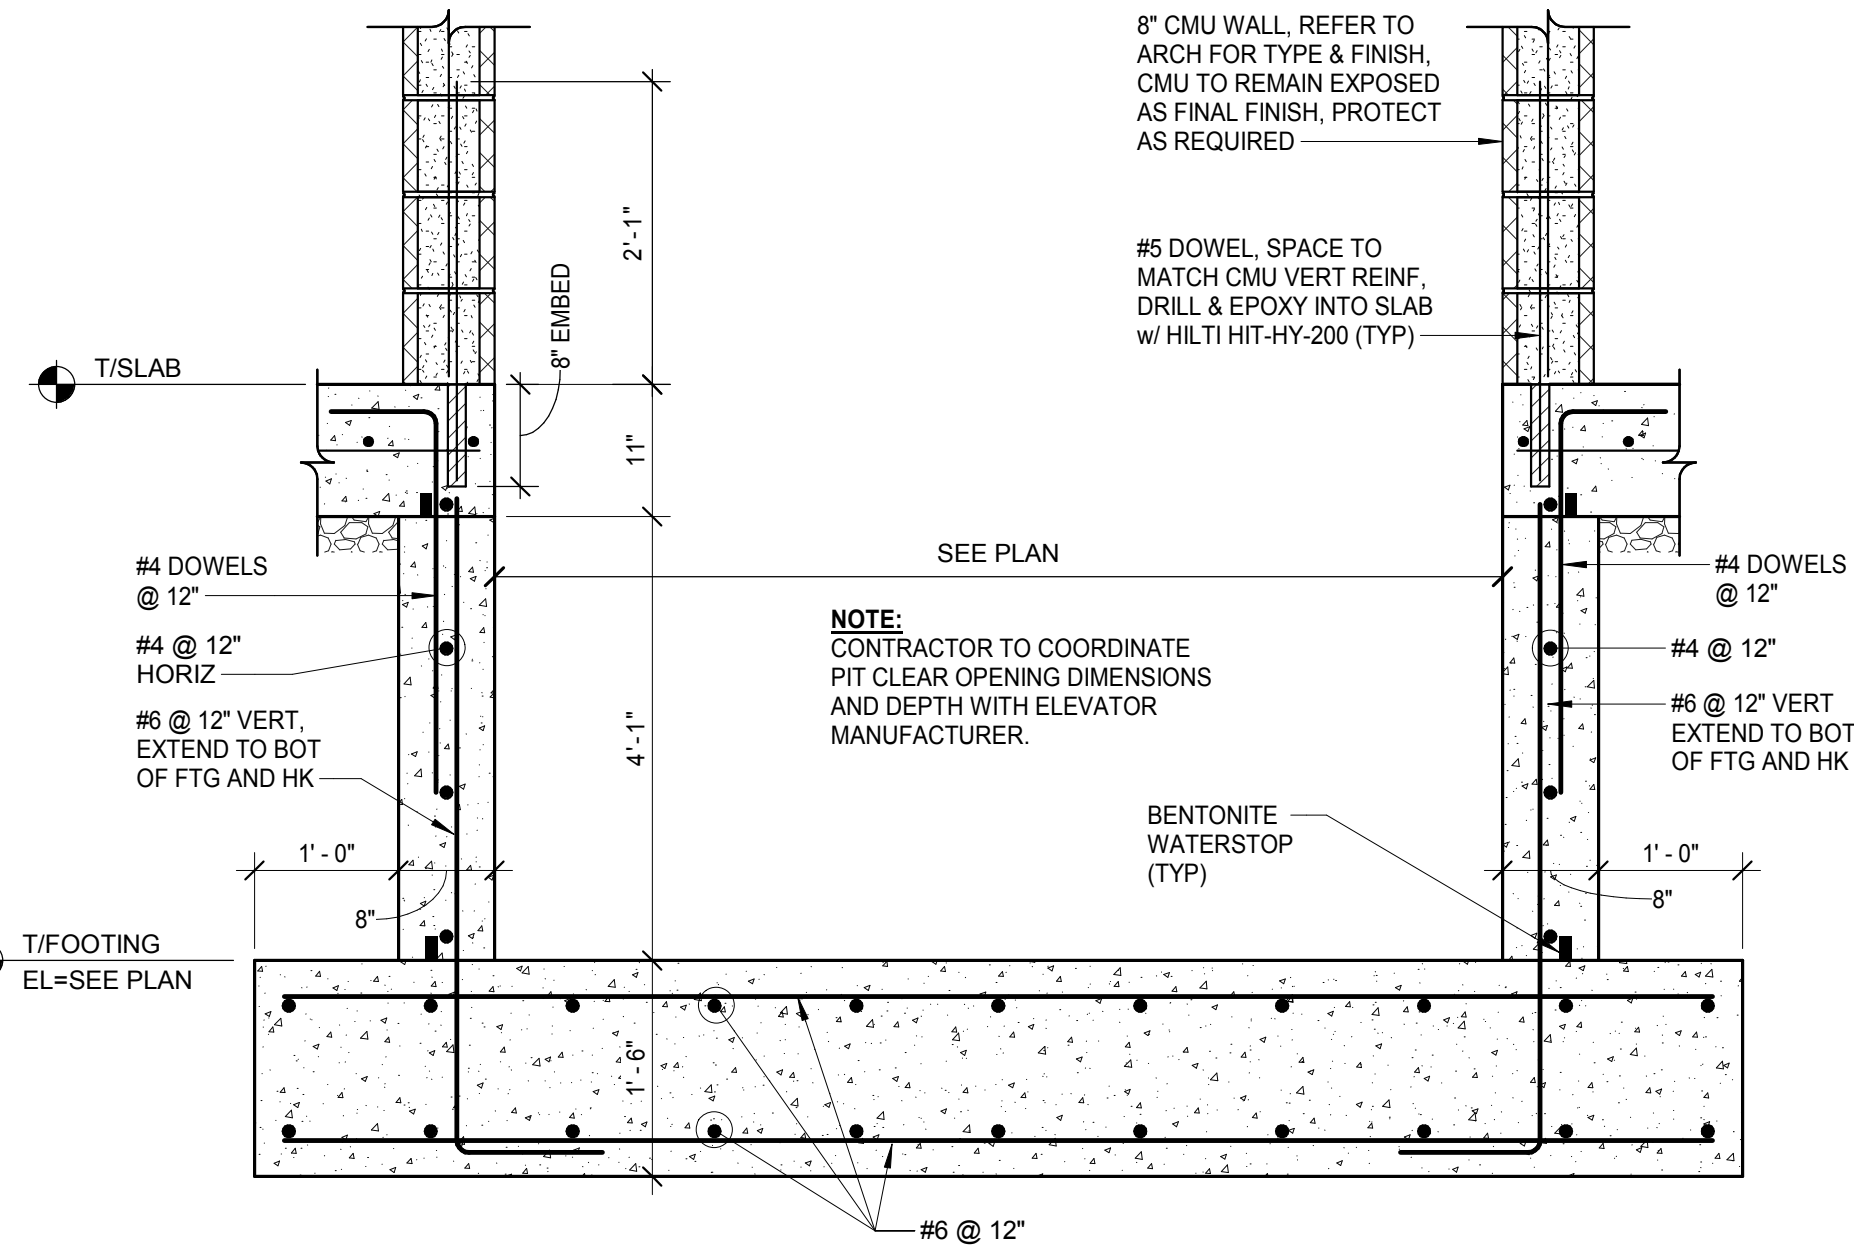 8" CMU WALL, REFER TO
ARCH FOR TYPE & FINISH,
CMU TO REMAIN EXPOSED
AS FINAL FINISH, PROTECT
AS REQUIRED
2'-1"
#5 DOWEL, SPACE TO
MATCH CMU VERT REINF,
DRILL & EPOXY INTO SLAB
w/ HILTI HIT-HY-200 (TYP)
8" EMBED
T/SLAB
11"
SEE PLAN
#4 DOWELS
@ 12"
#4 @ 12"
HORIZ
#6 @ 12" VERT,
EXTEND TO BOT
OF FTG AND HK
NOTE:
CONTRACTOR TO COORDINATE
PIT CLEAR OPENING DIMENSIONS
AND DEPTH WITH ELEVATOR
MANUFACTURER.
#4 DOWELS
@ 12"
#4 @ 12"
#6 @ 12" VERT
EXTEND TO BOT
OF FTG AND HK
4'-1"
BENTONITE
WATERSTOP
(TYP)
1' - 0"
8"
1' - 0"
8"
T/FOOTING
EL=SEE PLAN
1' - 6"
#6 @ 12"